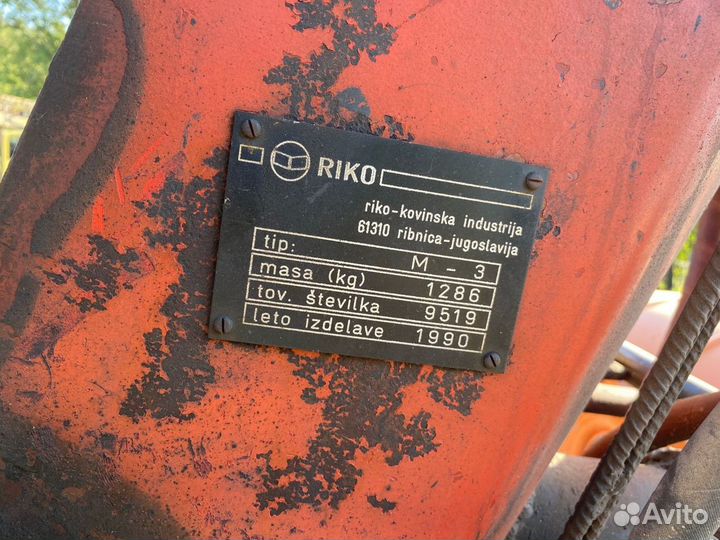 RIKO
riko-kovinska industrija
61310 ribnica-jugoslavija
tip: M - 3
masa (kg) 1286
tov. številka 9519
leto izdelave 1990
Avito